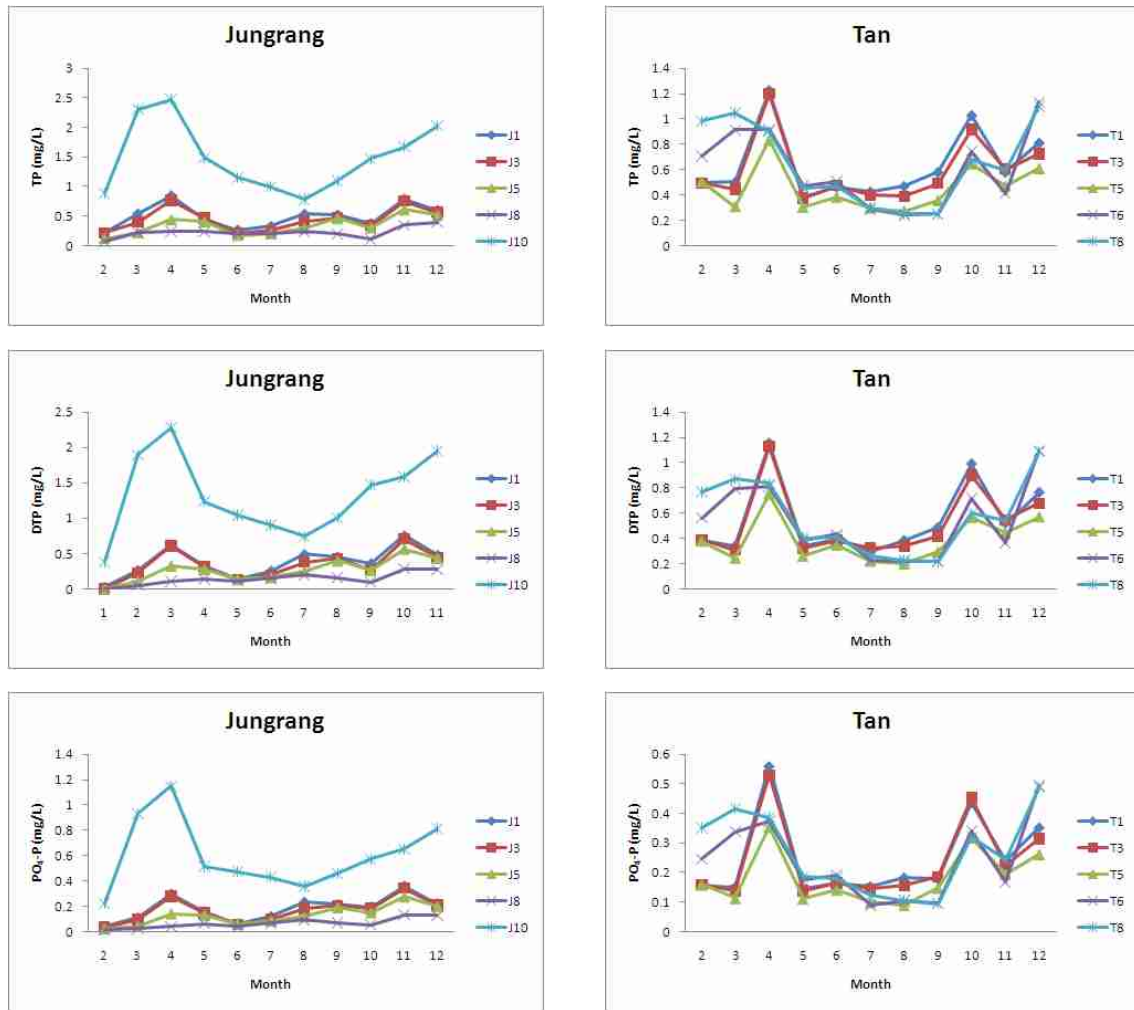 Jungrang
TP (mg/L)
3
2.5
2
1.5
1
0.5
0
2 3 4 5 6 7 8 9 10 11 12
Month
J1
J3
J5
J8
J10
Tan
TP (mg/L)
1.4
1.2
1
0.8
0.6
0.4
0.2
0
2 3 4 5 6 7 8 9 10 11 12
Month
T1
T3
T5
T6
T8
Jungrang
DTP (mg/L)
2.5
2
1.5
1
0.5
0
1 2 3 4 5 6 7 8 9 10 11 12
Month
J1
J3
J5
J8
J10
Tan
DTP (mg/L)
1.4
1.2
1
0.8
0.6
0.4
0.2
0
2 3 4 5 6 7 8 9 10 11 12
Month
T1
T3
T5
T6
T8
Jungrang
PO₄-P (mg/L)
1.4
1.2
1
0.8
0.6
0.4
0.2
0
2 3 4 5 6 7 8 9 10 11 12
Month
J1
J3
J5
J8
J10
Tan
PO₄-P (mg/L)
0.6
0.5
0.4
0.3
0.2
0.1
0
2 3 4 5 6 7 8 9 10 11 12
Month
T1
T3
T5
T6
T8